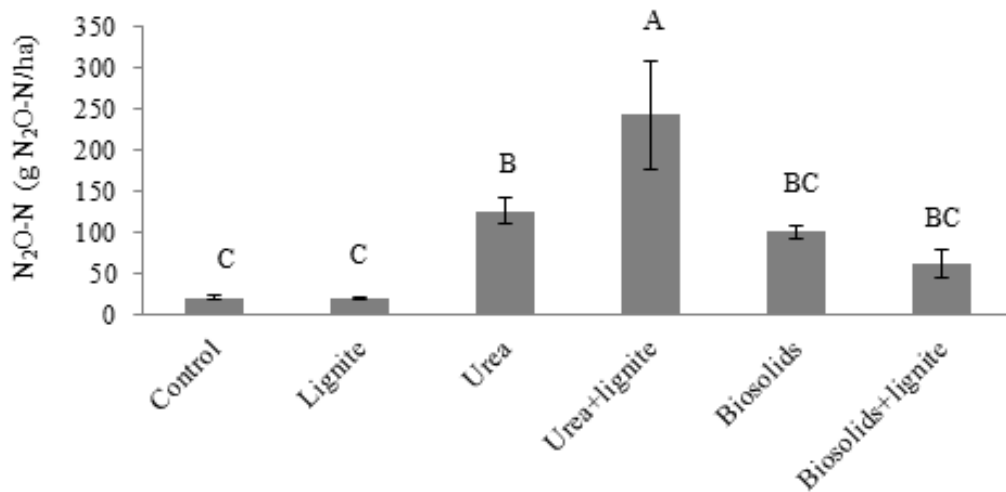 N₂O-N (g N₂O-N/ha)
350
300
250
200
150
100
50
0
C
C
B
A
BC
BC
Control
Lignite
Urea
Urea+lignite
Biosolids
Biosolids+lignite